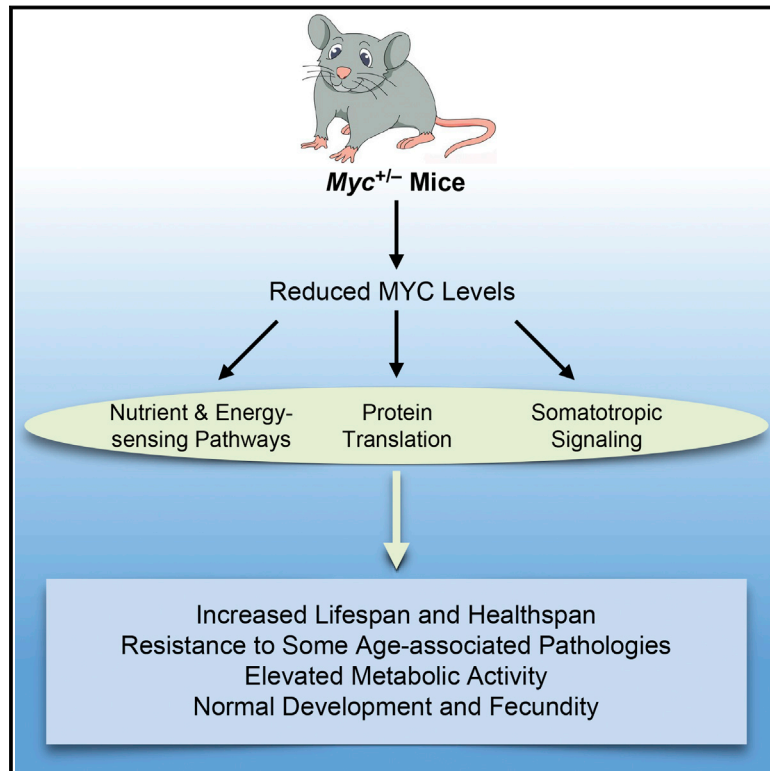 Myc+/– Mice
Reduced MYC Levels
Nutrient & Energy-
sensing Pathways
Protein
Translation
Somatotropic
Signaling
Increased Lifespan and Healthspan
Resistance to Some Age-associated Pathologies
Elevated Metabolic Activity
Normal Development and Fecundity